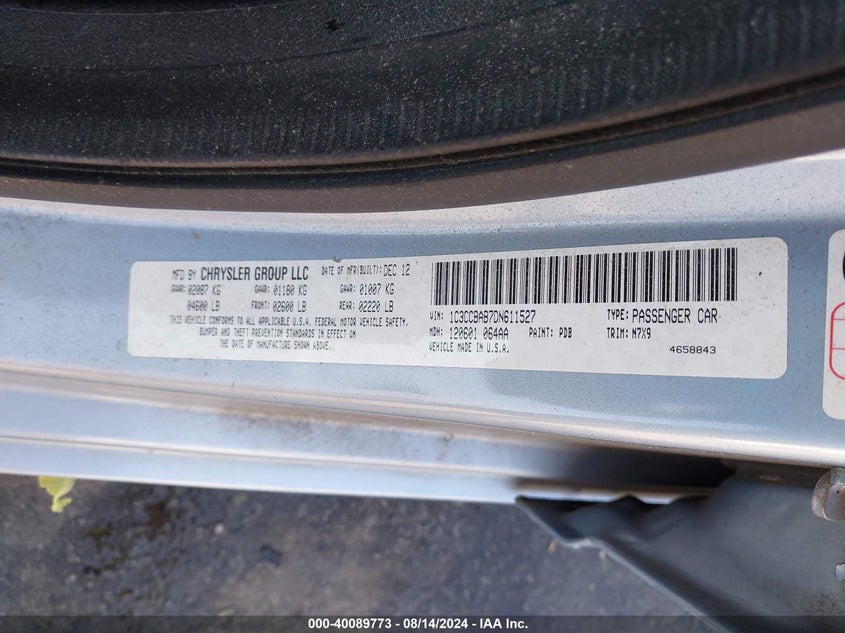 MFD BY CHRYSLER GROUP LLC DATE OF MFR(BUILT): DEC 12
GVWR: 02087 KG GAWR: 01180 KG GAWR: 01007 KG
04600 LB FRONT: 02600 LB REAR: 02220 LB
THIS VEHICLE CONFORMS TO ALL APPLICABLE U.S.A. FEDERAL MOTOR VEHICLE SAFETY,
BUMPER AND THEFT PREVENTION STANDARDS IN EFFECT ON
THE DATE OF MANUFACTURE SHOWN ABOVE.
VIN: 1C3CCBAB7DN611527 TYPE: PASSENGER CAR
MDH: 120601 064AA PAINT: PDB TRIM: N7X9
VEHICLE MADE IN U.S.A. 4658843
000-40089773 - 08/14/2024 - IAA Inc.